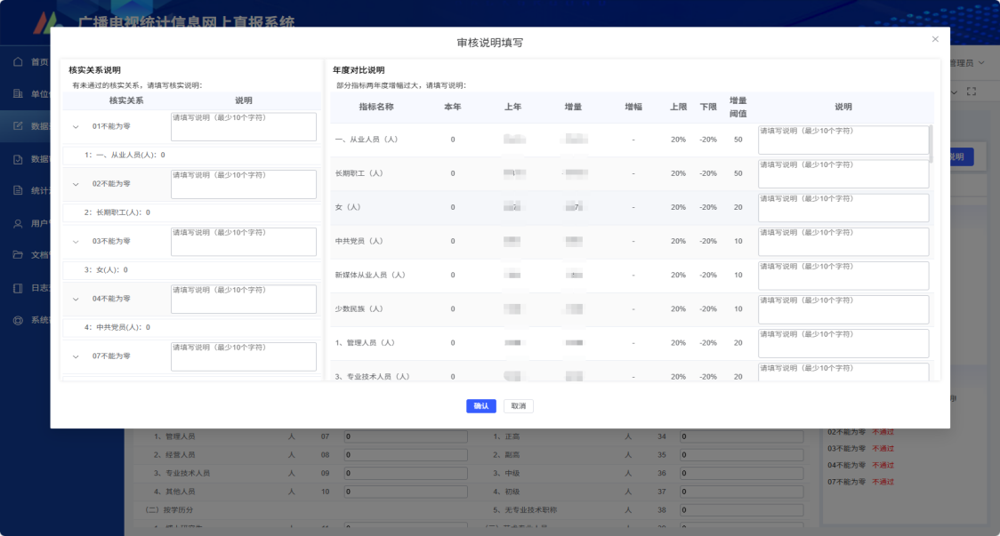 广播电视统计信息网上直报系统
首页
单位
数据
数据
统计
用户
文档
日志
系统
管理员
说明
审核说明填写
核实关系说明
有未通过的核实关系，请填写核实说明:
核实关系 说明
01不能为零 请填写说明（最少10个字符）
1: 一、从业人员(人): 0
02不能为零 请填写说明（最少10个字符）
2: 长期职工(人): 0
03不能为零 请填写说明（最少10个字符）
3: 女(人): 0
04不能为零 请填写说明（最少10个字符）
4: 中共党员(人): 0
07不能为零 请填写说明（最少10个字符）
年度对比说明
部分指标两年度增幅过大，请填写说明:
指标名称 本年 上年 增量 增幅 上限 下限 增量阈值 说明
一、从业人员（人） 0 - 20% -20% 50 请填写说明（最少10个字符）
长期职工（人） 0 - 20% -20% 50 请填写说明（最少10个字符）
女（人） 0 - 20% -20% 20 请填写说明（最少10个字符）
中共党员（人） 0 - 20% -20% 10 请填写说明（最少10个字符）
新媒体从业人员（人） 0 - 20% -20% 10 请填写说明（最少10个字符）
少数民族（人） 0 - 20% -20% 10 请填写说明（最少10个字符）
1、管理人员（人） 0 - 20% -20% 20 请填写说明（最少10个字符）
3、专业技术人员（人） 0 - 20% -20% 20 请填写说明（最少10个字符）
确认 取消
1、管理人员 人 07 0 1、正高 人 34 0
2、经营人员 人 08 0 2、副高 人 35 0
3、专业技术人员 人 09 0 3、中级 人 36 0
4、其他人员 人 10 0 4、初级 人 37 0
（二）按学历分 5、无专业技术职称 人 38 0
02不能为零 不通过
03不能为零 不通过
04不能为零 不通过
07不能为零 不通过